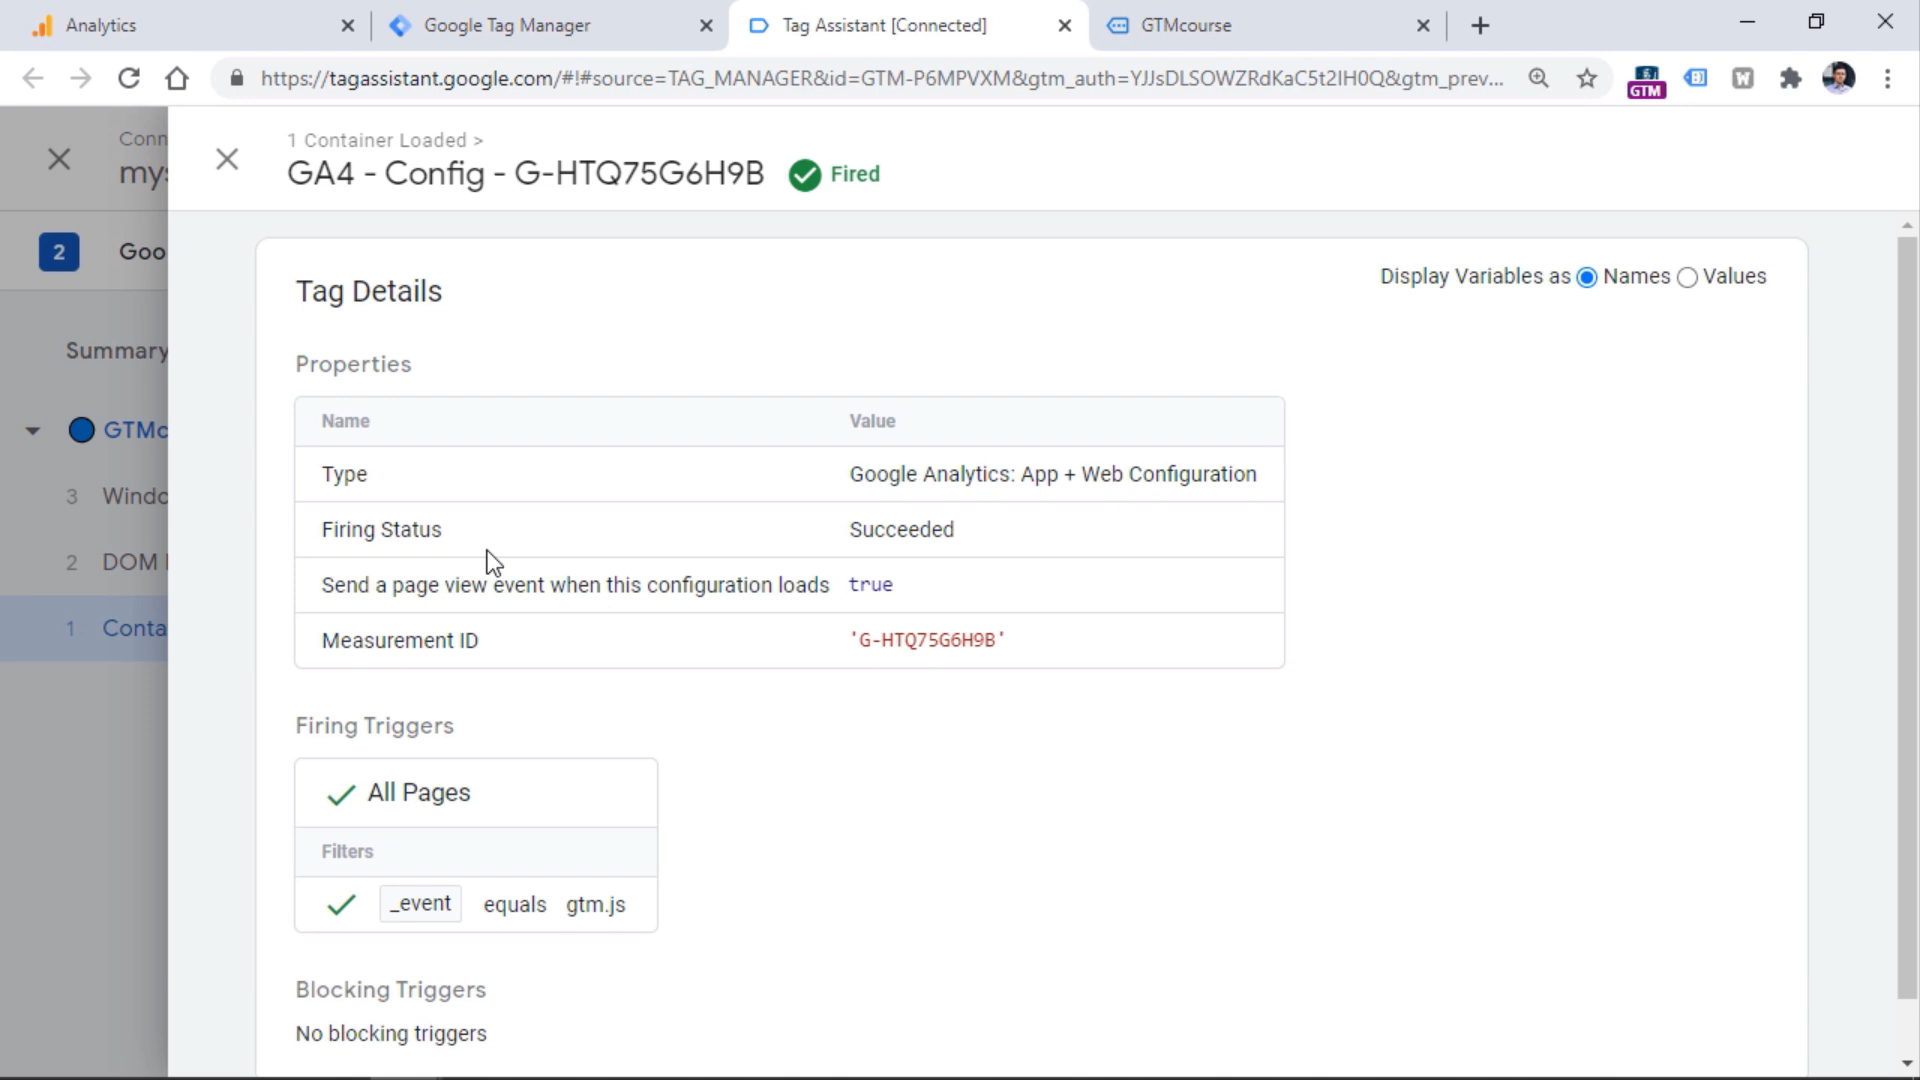 Analytics
Google Tag Manager
Tag Assistant [Connected]
GTMcourse
https://tagassistant.google.com/#!#source=TAG_MANAGER&id=GTM-P6MPVXM&gtm_auth=YJJsDLSOWZRdKaC5t2IH0Q&gtm_prev...
GTM
W
Conn
mys
1 Container Loaded >
GA4 - Config - G-HTQ75G6H9B
Fired
2 Goo
Summary
GTMc
3 Windo
2 DOM
1 Conta
Tag Details
Display Variables as Names Values
Properties
Name Value
Type Google Analytics: App + Web Configuration
Firing Status Succeeded
Send a page view event when this configuration loads true
Measurement ID 'G-HTQ75G6H9B'
Firing Triggers
All Pages
Filters
_event equals gtm.js
Blocking Triggers
No blocking triggers